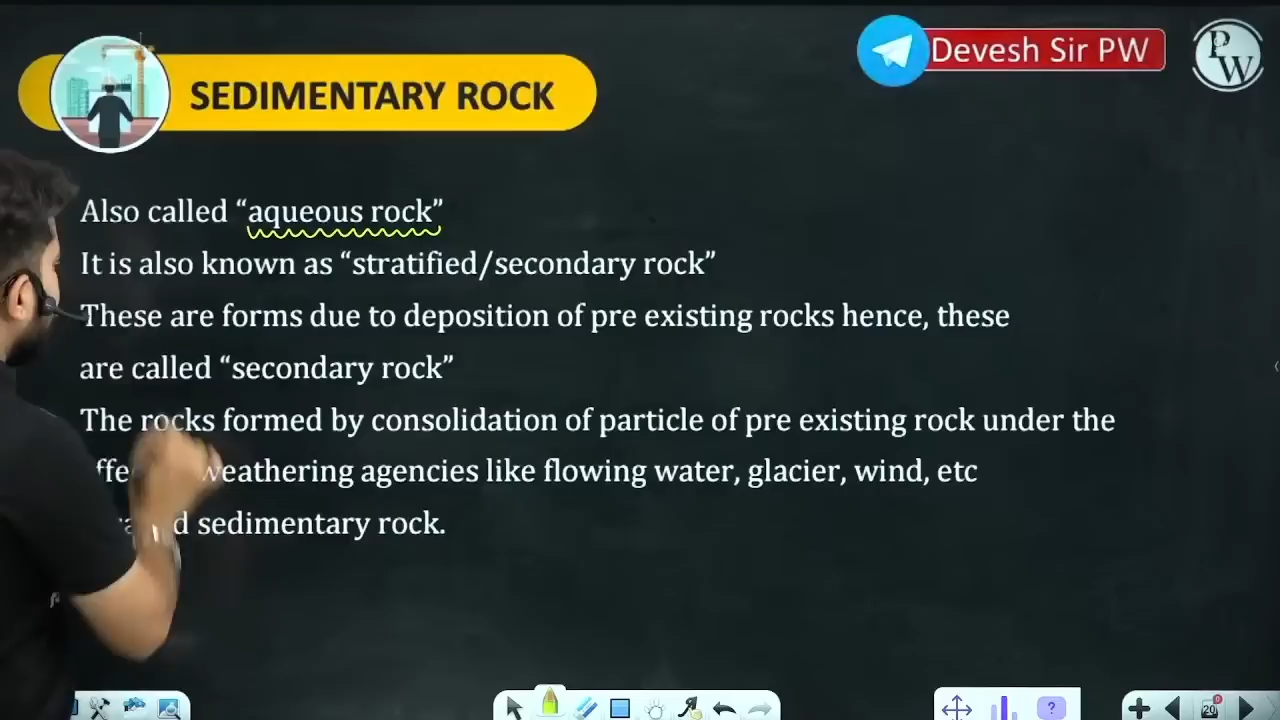 Devesh Sir PW
PW
SEDIMENTARY ROCK
Also called “aqueous rock”
It is also known as “stratified/secondary rock”
These are forms due to deposition of pre existing rocks hence, these
are called “secondary rock”
The rocks formed by consolidation of particle of pre existing rock under the
weathering agencies like flowing water, glacier, wind, etc
sedimentary rock.
20